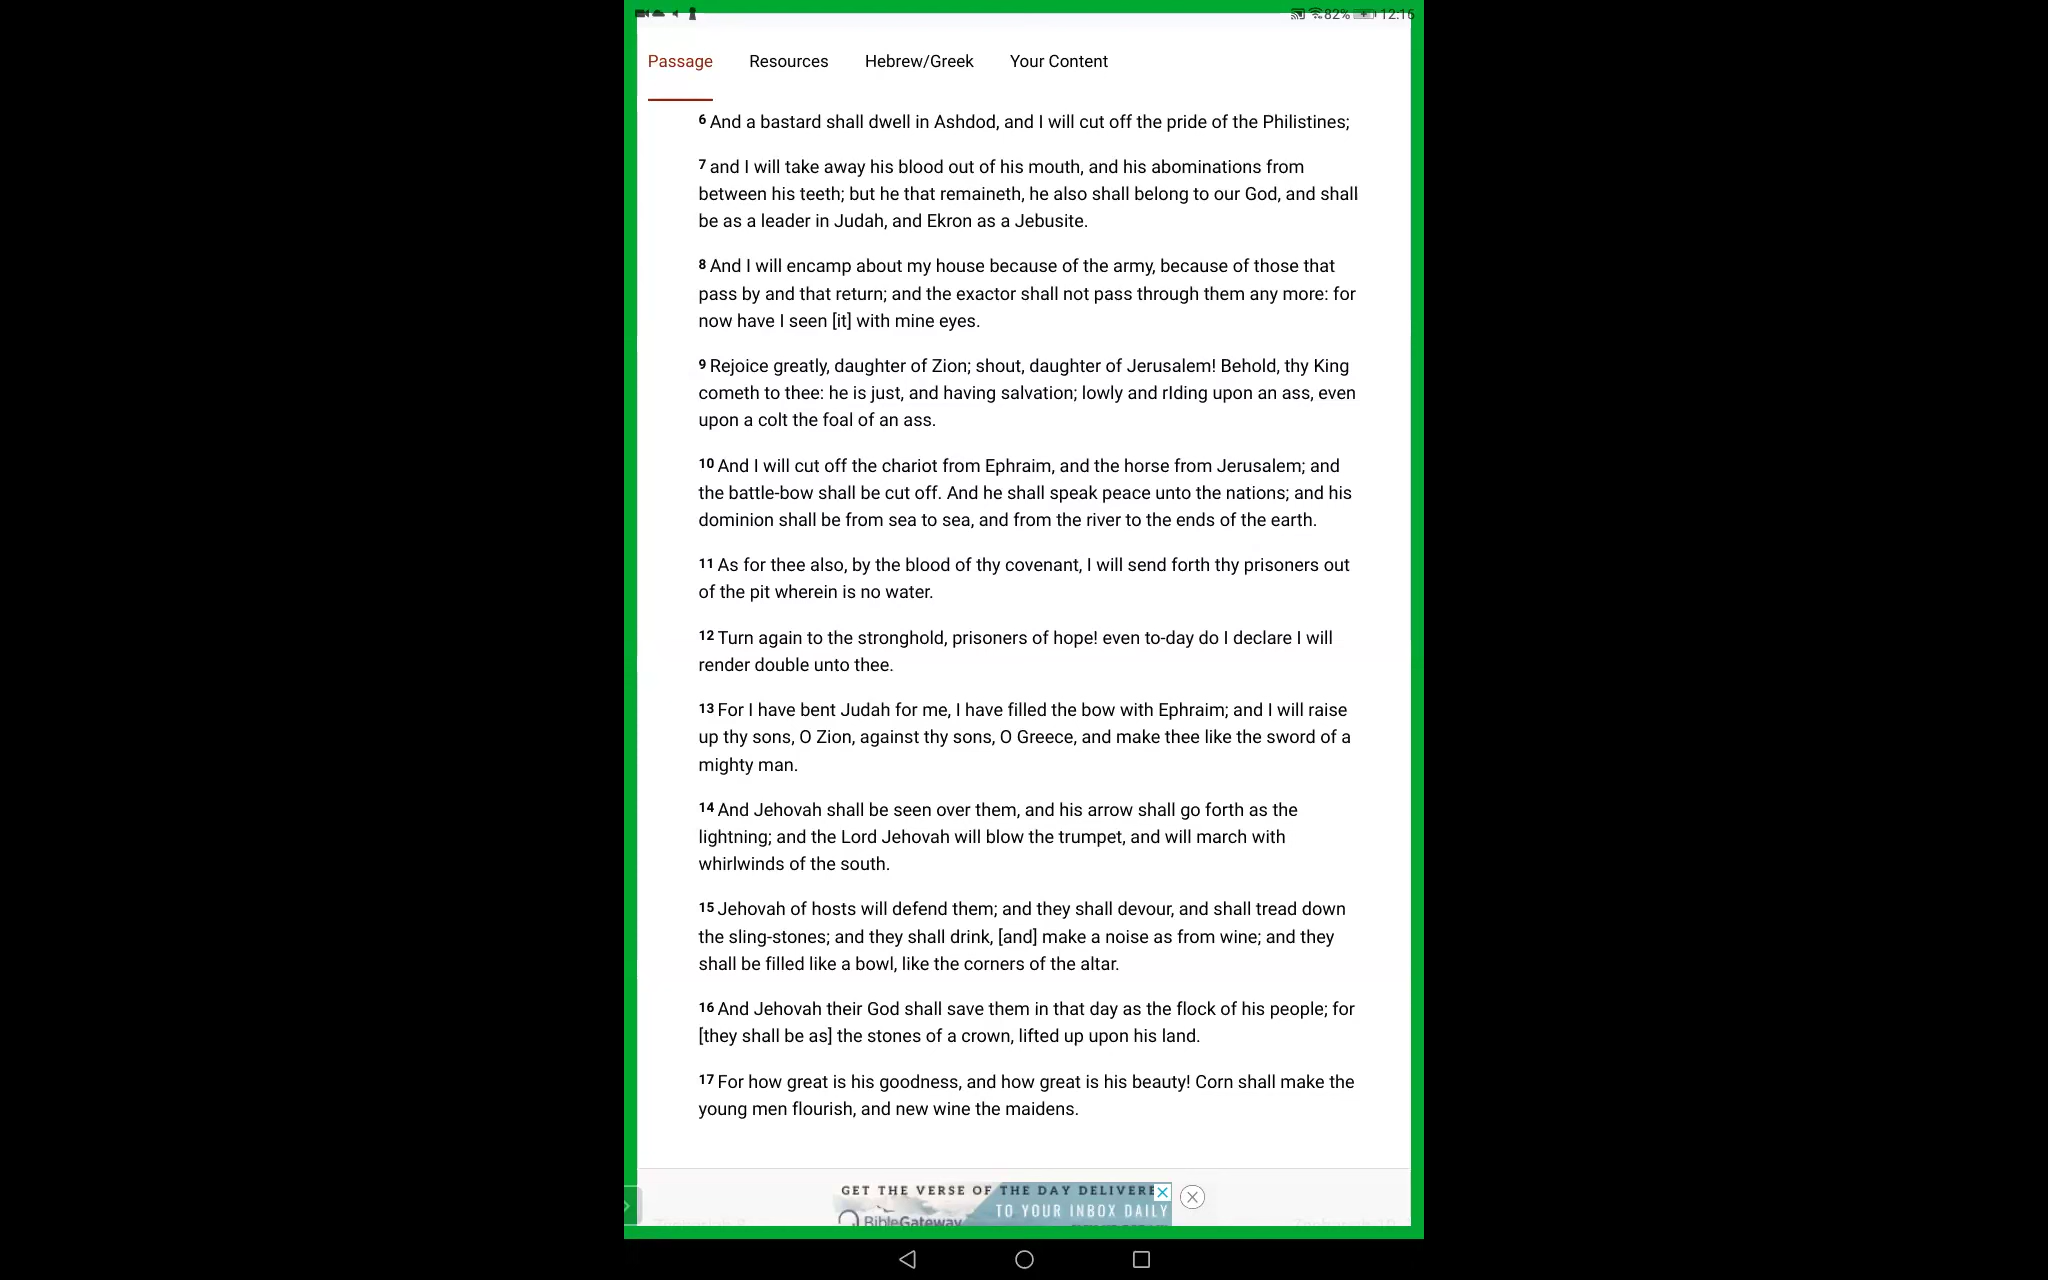 82% 12:16
Passage Resources Hebrew/Greek Your Content
6 And a bastard shall dwell in Ashdod, and I will cut off the pride of the Philistines;
7 and I will take away his blood out of his mouth, and his abominations from
between his teeth; but he that remaineth, he also shall belong to our God, and shall
be as a leader in Judah, and Ekron as a Jebusite.
8 And I will encamp about my house because of the army, because of those that
pass by and that return; and the exactor shall not pass through them any more: for
now have I seen [it] with mine eyes.
9 Rejoice greatly, daughter of Zion; shout, daughter of Jerusalem! Behold, thy King
cometh to thee: he is just, and having salvation; lowly and rIding upon an ass, even
upon a colt the foal of an ass.
10 And I will cut off the chariot from Ephraim, and the horse from Jerusalem; and
the battle-bow shall be cut off. And he shall speak peace unto the nations; and his
dominion shall be from sea to sea, and from the river to the ends of the earth.
11 As for thee also, by the blood of thy covenant, I will send forth thy prisoners out
of the pit wherein is no water.
12 Turn again to the stronghold, prisoners of hope! even to-day do I declare I will
render double unto thee.
13 For I have bent Judah for me, I have filled the bow with Ephraim; and I will raise
up thy sons, O Zion, against thy sons, O Greece, and make thee like the sword of a
mighty man.
14 And Jehovah shall be seen over them, and his arrow shall go forth as the
lightning; and the Lord Jehovah will blow the trumpet, and will march with
whirlwinds of the south.
15 Jehovah of hosts will defend them; and they shall devour, and shall tread down
the sling-stones; and they shall drink, [and] make a noise as from wine; and they
shall be filled like a bowl, like the corners of the altar.
16 And Jehovah their God shall save them in that day as the flock of his people; for
[they shall be as] the stones of a crown, lifted up upon his land.
17 For how great is his goodness, and how great is his beauty! Corn shall make the
young men flourish, and new wine the maidens.
GET THE VERSE OF THE DAY DELIVERE
TO YOUR INBOX DAILY
BibleGateway